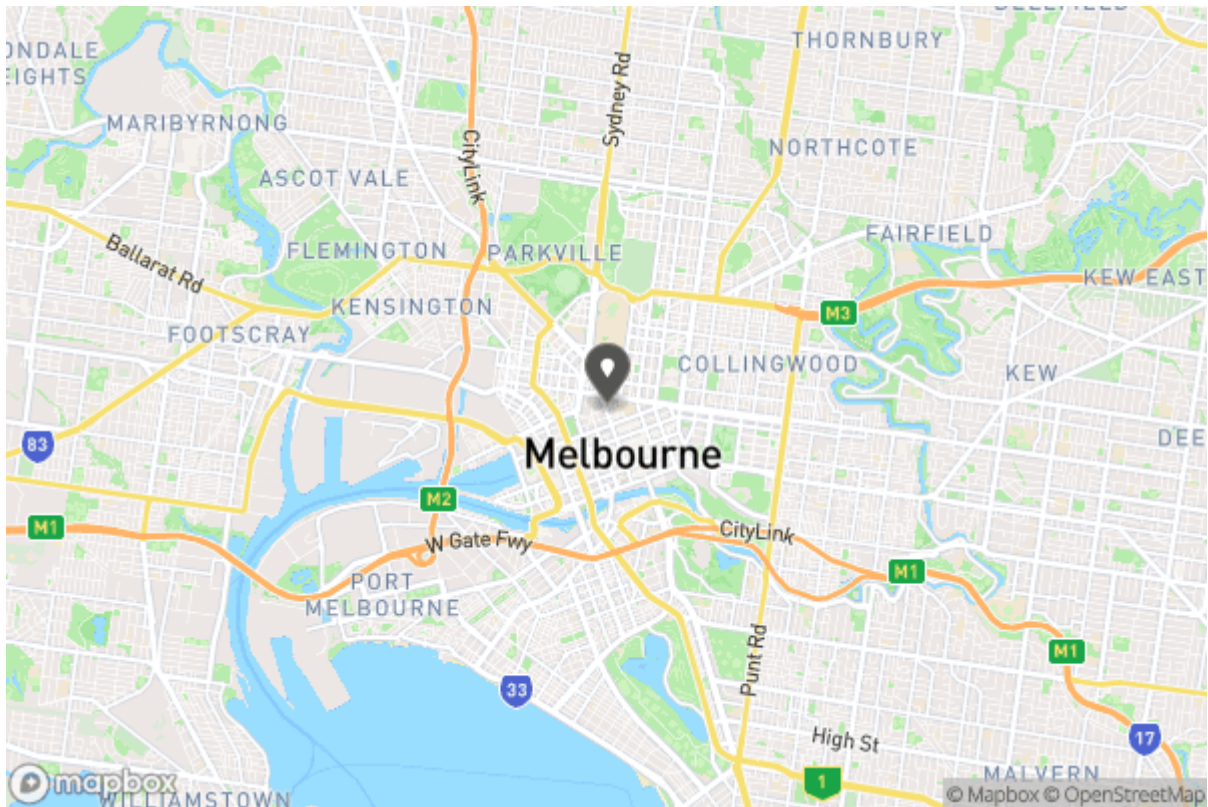 ONDALE
EIGHTS
MARIBYRNONG
ASCOT VALE
CityLink
Sydney Rd
THORNBURY
NORTHCOTE
Ballarat Rd
FLEMINGTON
PARKVILLE
FAIRFIELD
KEW EAST
KENSINGTON
FOOTSCRAY
M3
COLLINGWOOD
KEW
83
Melbourne
DEE
M2
M1
W Gate Fwy
CityLink
M1
PORT
MELBOURNE
Punt Rd
M1
33
High St
17
MALVERN
1
mapbox
WILLIAMSTOWN
© Mapbox © OpenStreetMap